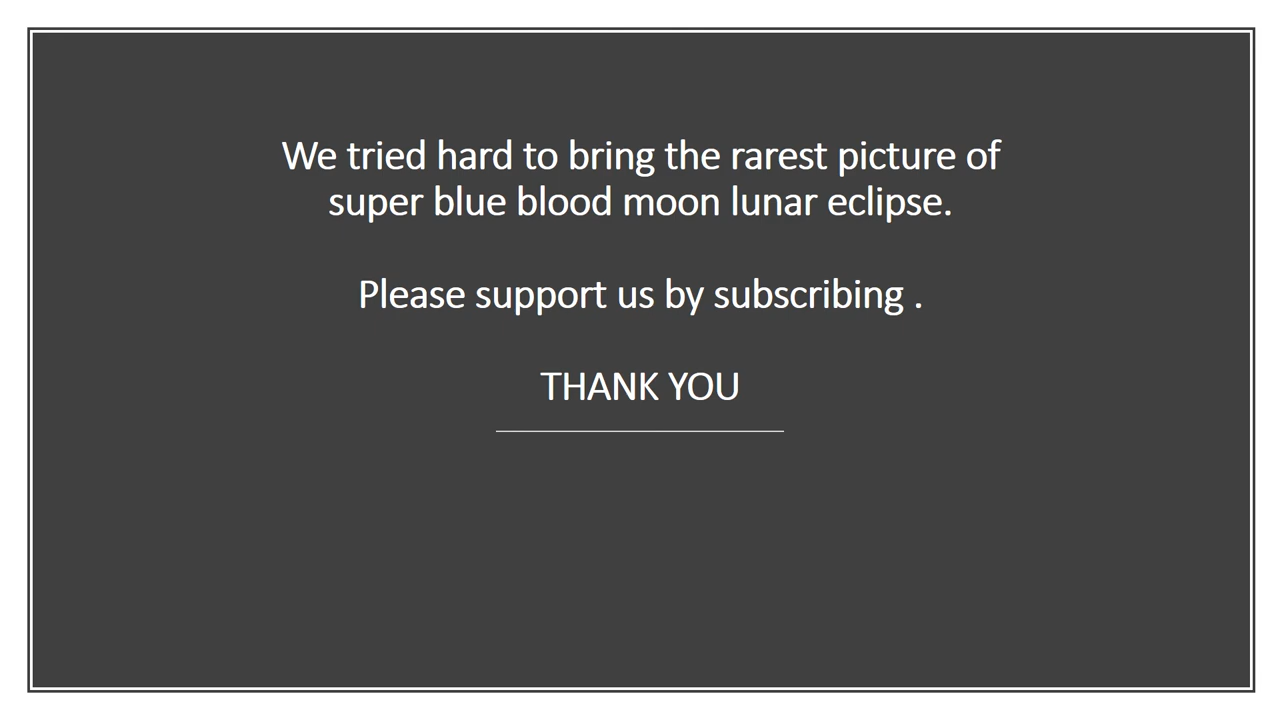 We tried hard to bring the rarest picture of
super blue blood moon lunar eclipse.
Please support us by subscribing .
THANK YOU